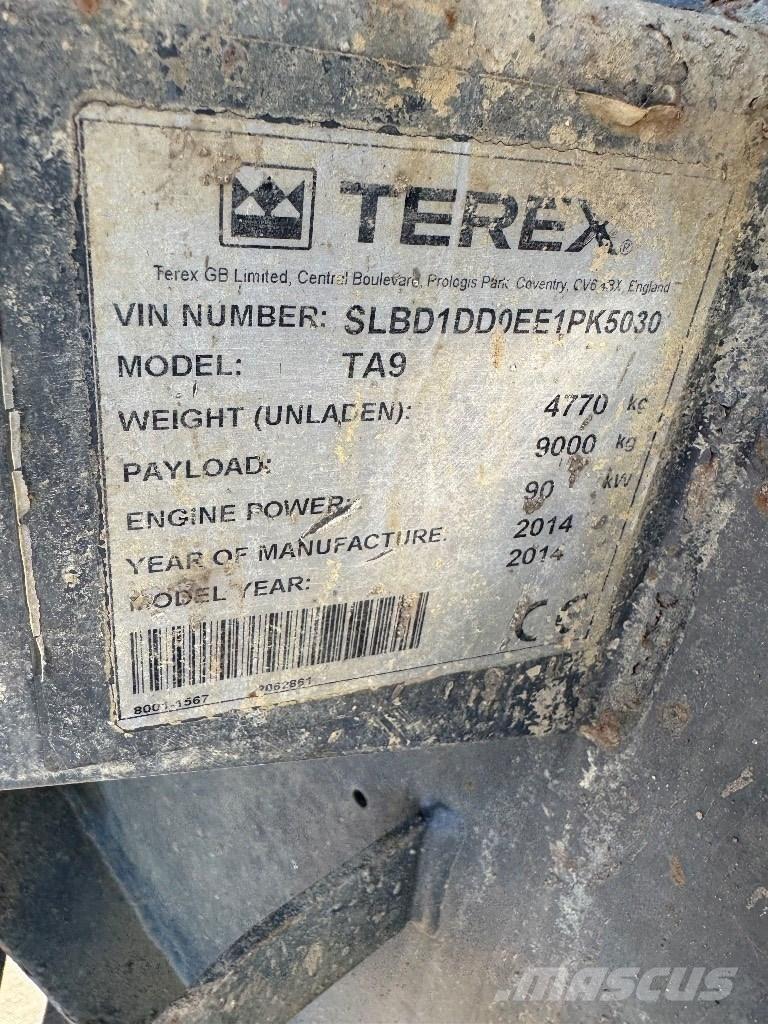 TEREX®
Terex GB Limited, Central Boulevard, Prologis Park, Coventry, CV6 4BX, England
VIN NUMBER: SLBD1DD0EE1PK5030
MODEL: TA9
WEIGHT (UNLADEN): 4770 kg
PAYLOAD: 9000 kg
ENGINE POWER: 90 kW
YEAR OF MANUFACTURE: 2014
MODEL YEAR: 2014
CE
8001-1567 2062861
MASCUS